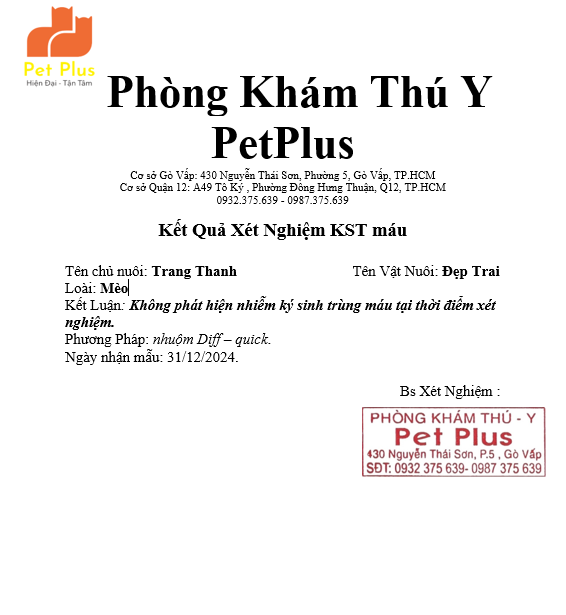 Pet Plus
Hiện Đại - Tận Tâm
Phòng Khám Thú Y
PetPlus
Cơ sở Gò Vấp: 430 Nguyễn Thái Sơn, Phường 5, Gò Vấp, TP.HCM
Cơ sở Quận 12: A49 Tô Ký , Phường Đông Hưng Thuận, Q12, TP.HCM
0932.375.639 - 0987.375.639
Kết Quả Xét Nghiệm KST máu
Tên chủ nuôi: Trang Thanh Tên Vật Nuôi: Đẹp Trai
Loài: Mèo
Kết Luận: Không phát hiện nhiễm ký sinh trùng máu tại thời điểm xét
nghiệm.
Phương Pháp: nhuộm Diff – quick.
Ngày nhận mẫu: 31/12/2024.
Bs Xét Nghiệm :
PHÒNG KHÁM THÚ - Y
Pet Plus
430 Nguyễn Thái Sơn, P.5 , Gò Vấp
SĐT: 0932 375 639- 0987 375 639